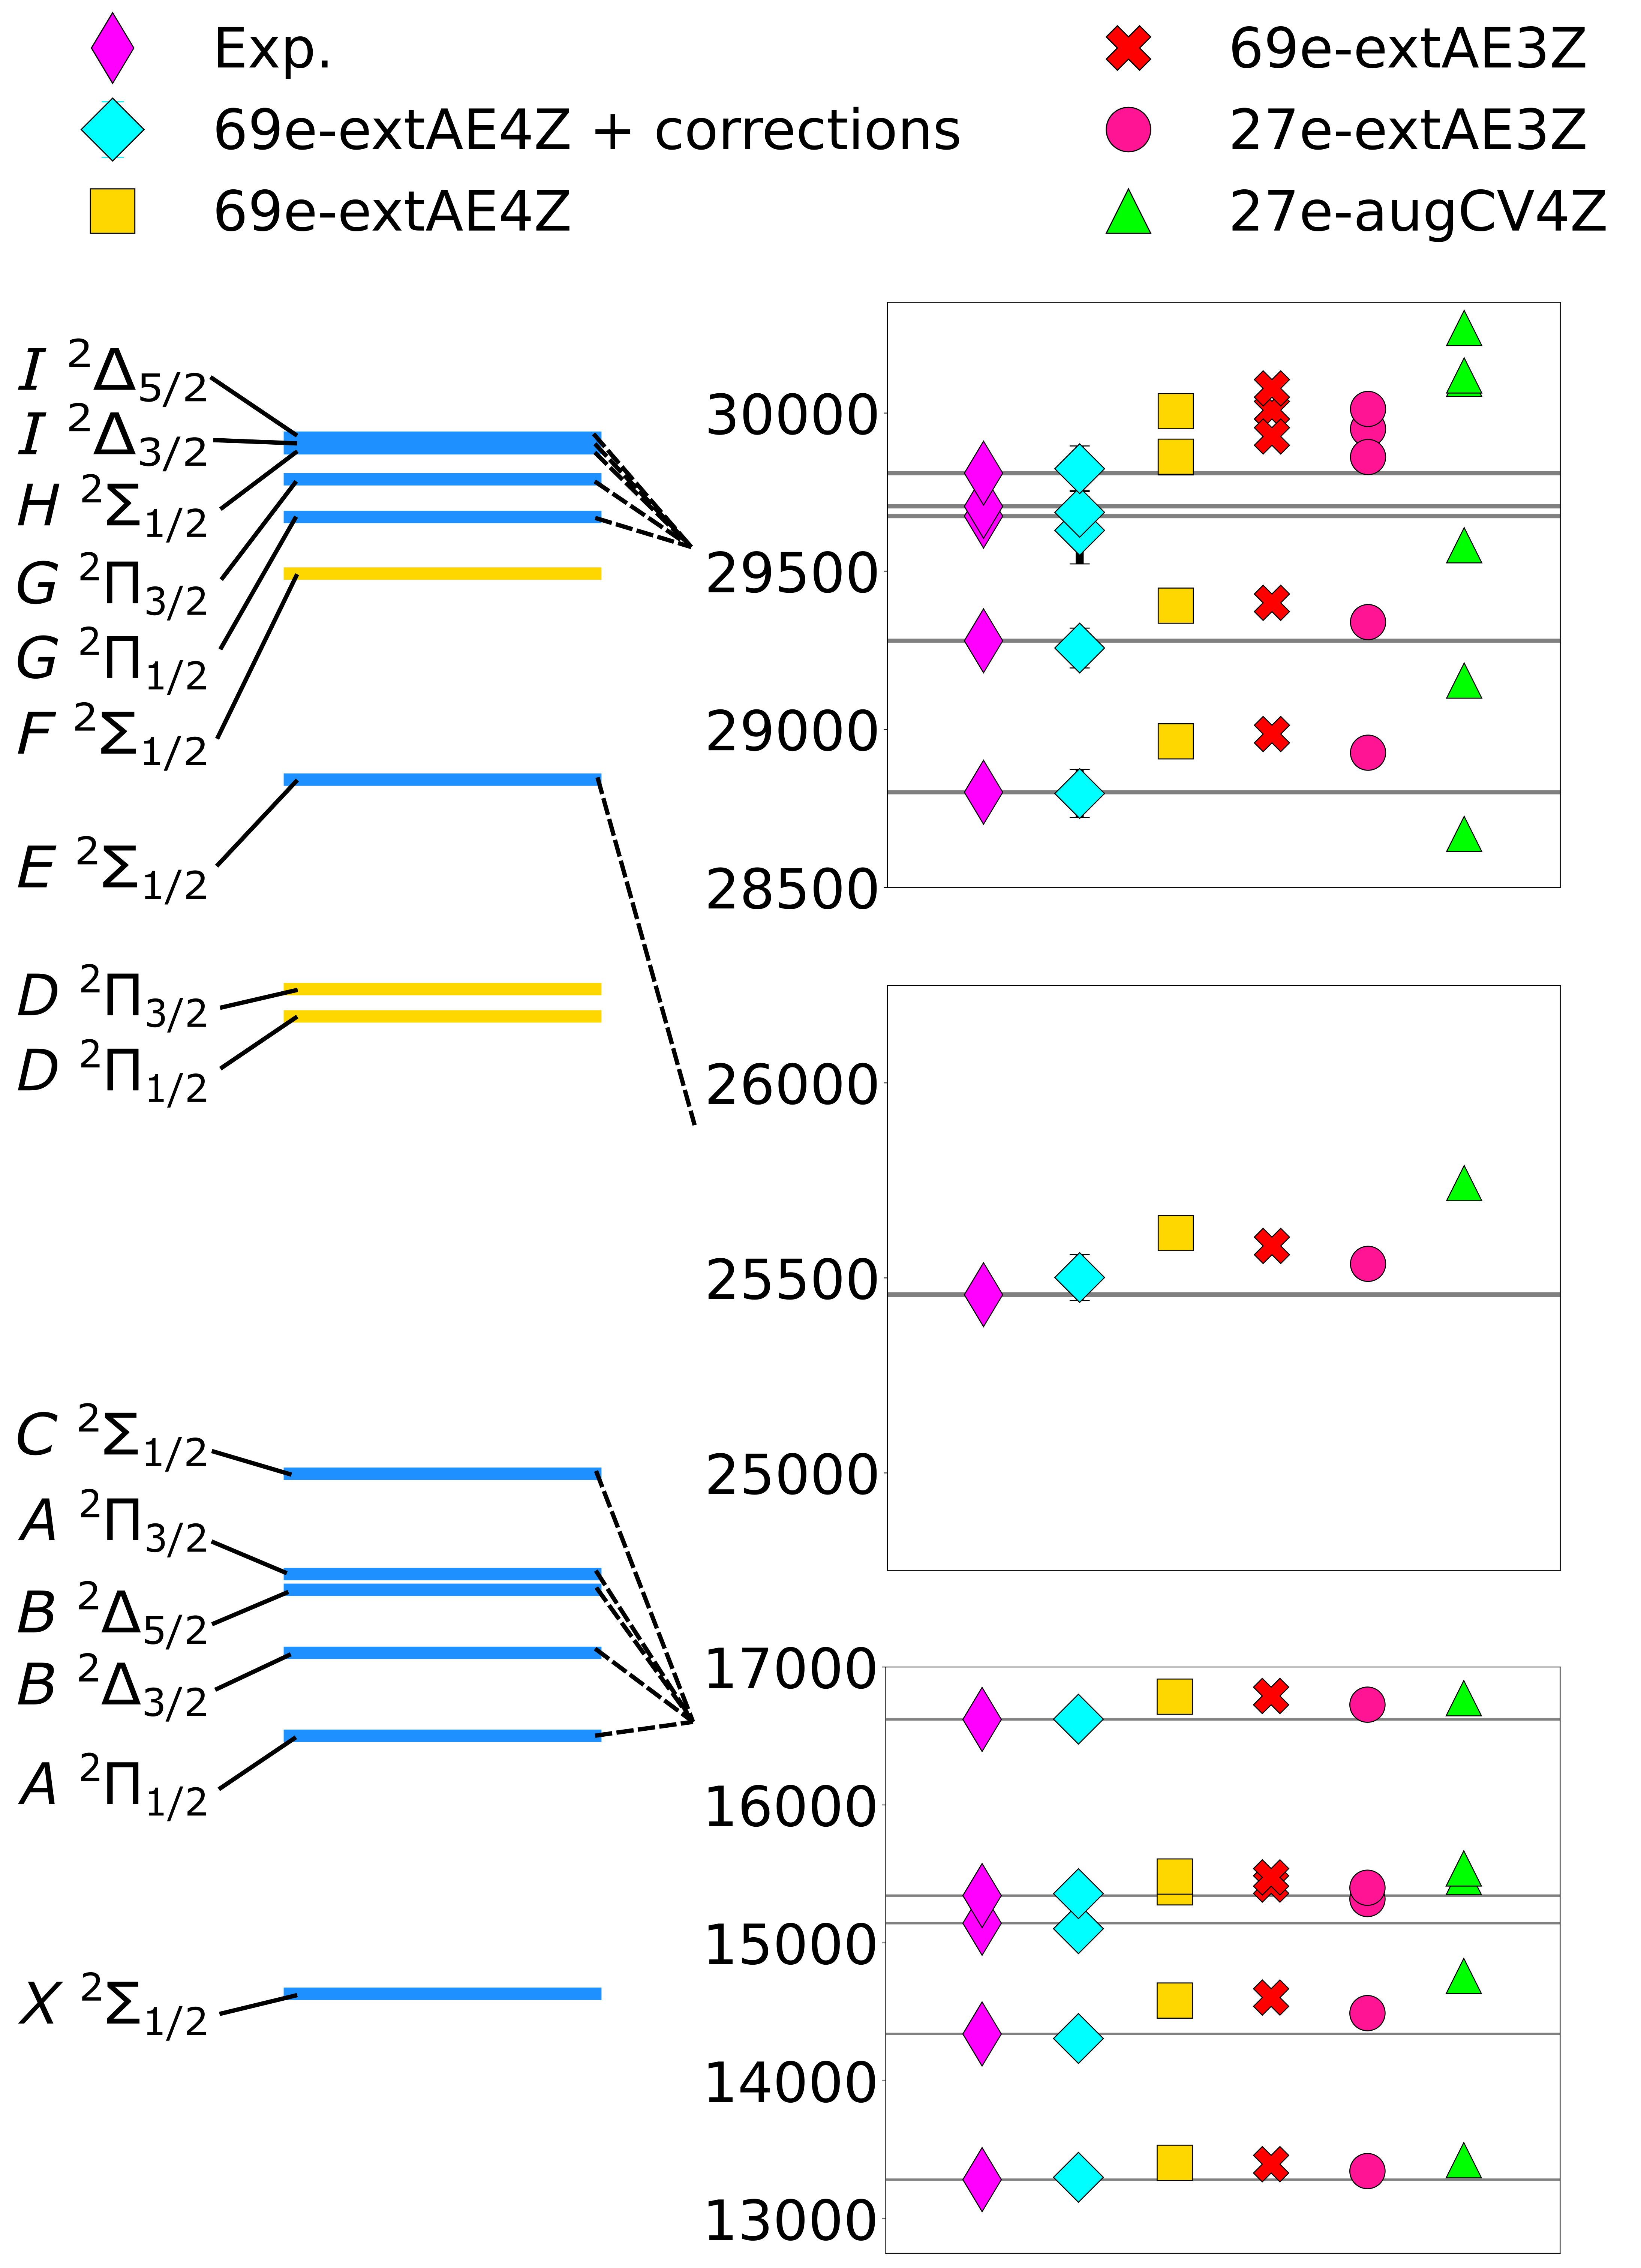 Exp.
69e-extAE4Z + corrections
69e-extAE4Z
69e-extAE3Z
27e-extAE3Z
27e-augCV4Z
I ²Δ₅/₂
I ²Δ₃/₂
H ²Σ₁/₂
G ²Π₃/₂
G ²Π₁/₂
F ²Σ₁/₂
E ²Σ₁/₂
D ²Π₃/₂
D ²Π₁/₂
C ²Σ₁/₂
A ²Π₃/₂
B ²Δ₅/₂
B ²Δ₃/₂
A ²Π₁/₂
X ²Σ₁/₂
30000
29500
29000
28500
26000
25500
25000
17000
16000
15000
14000
13000